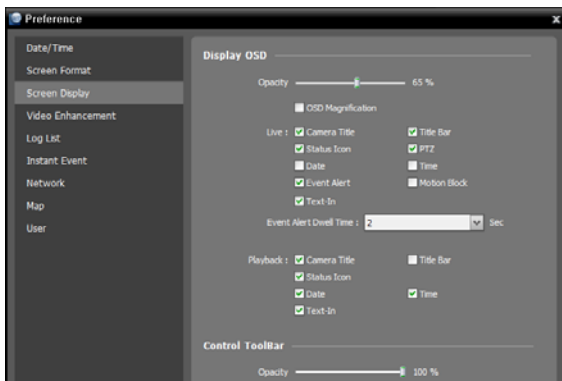 Preference
x
Date/Time
Screen Format
Screen Display
Video Enhancement
Log List
Instant Event
Network
Map
User
Display OSD
Opacity 65 %
OSD Magnification
Live : Camera Title Title Bar
Status Icon PTZ
Date Time
Event Alert Motion Block
Text-In
Event Alert Dwell Time : 2 Sec
Playback : Camera Title Title Bar
Status Icon
Date Time
Text-In
Control ToolBar
Opacity 100 %